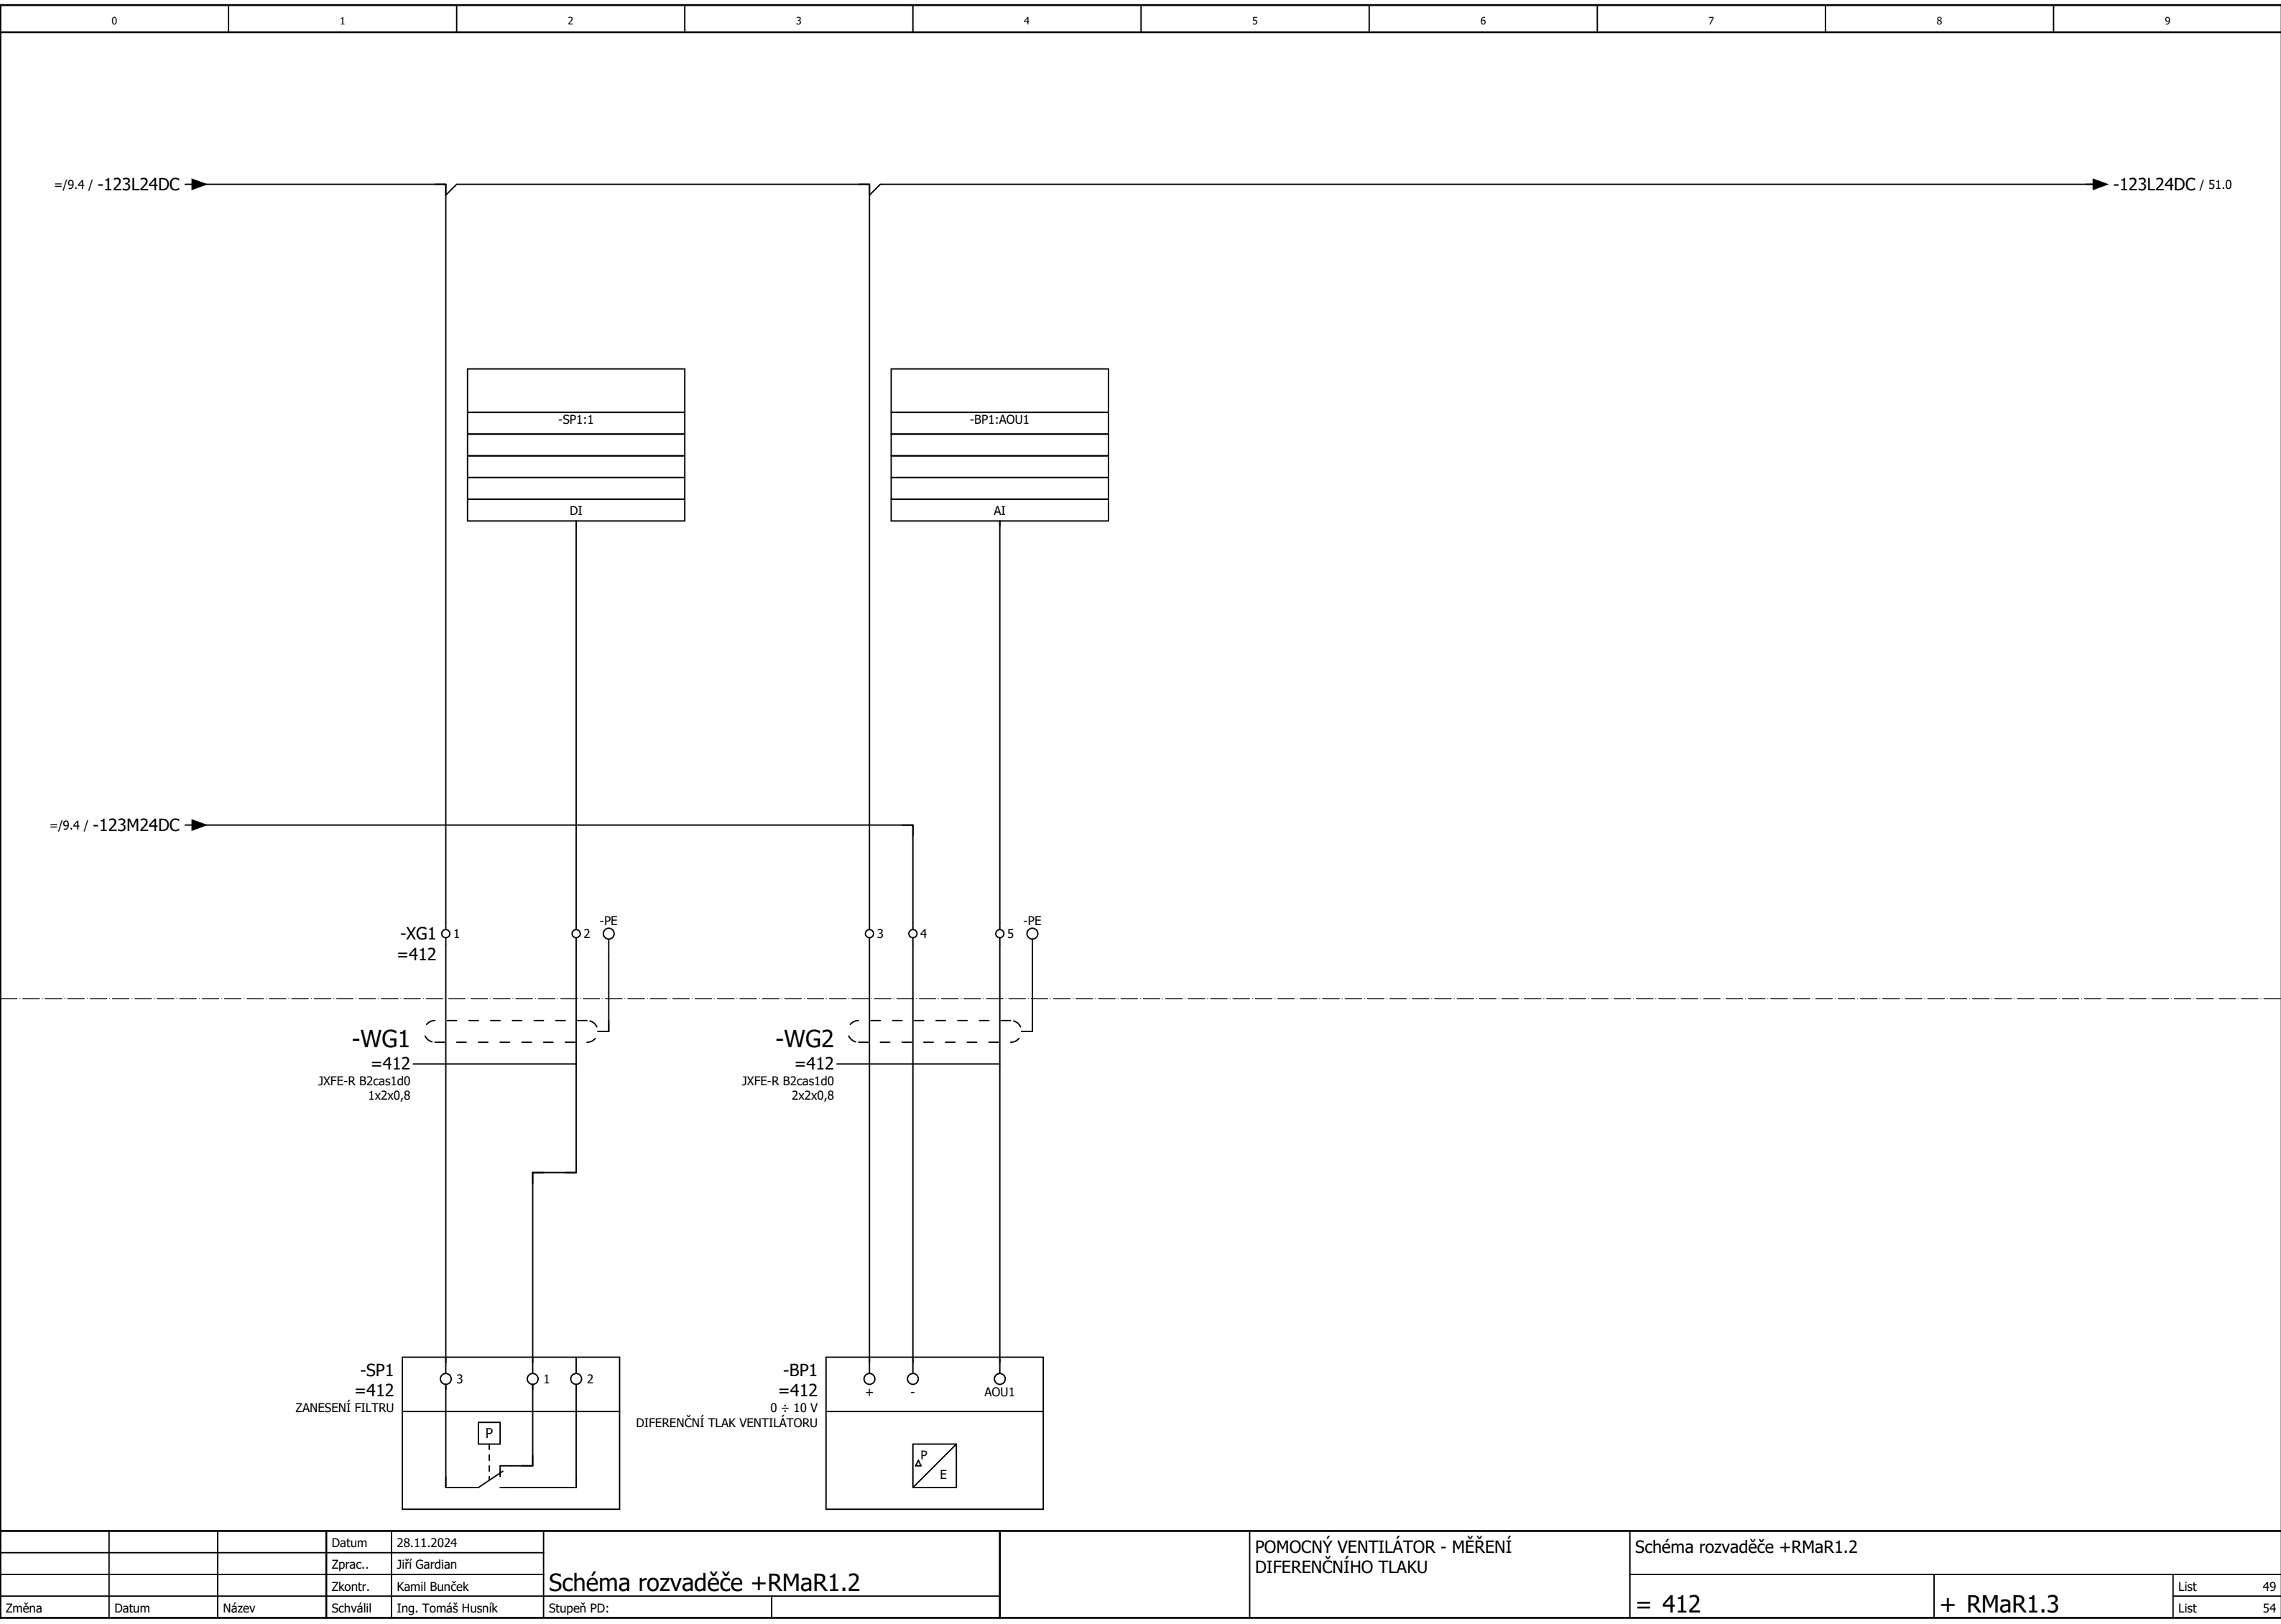 0 1 2 3 4 5 6 7 8 9
=/9.4 / -123L24DC
-123L24DC / 51.0
-SP1:1
DI
-BP1:AOU1
AI
=/9.4 / -123M24DC
-XG1 1
=412
2
-PE
3
4
5
-PE
-WG1
=412
JXFE-R B2cas1d0
1x2x0,8
-WG2
=412
JXFE-R B2cas1d0
2x2x0,8
-SP1
=412
ZANESENÍ FILTRU
3 1 2
P
-BP1
=412
0 ÷ 10 V
DIFERENČNÍ TLAK VENTILÁTORU
+ - AOU1
P
E
Datum 28.11.2024
Zprac.. Jiří Gardian
Zkontr. Kamil Bunček
Změna Datum Název Schválil Ing. Tomáš Husník
Schéma rozvaděče +RMaR1.2
Stupeň PD:
POMOCNÝ VENTILÁTOR - MĚŘENÍ
DIFERENČNÍHO TLAKU
Schéma rozvaděče +RMaR1.2
= 412
+ RMaR1.3
List 49
List 54